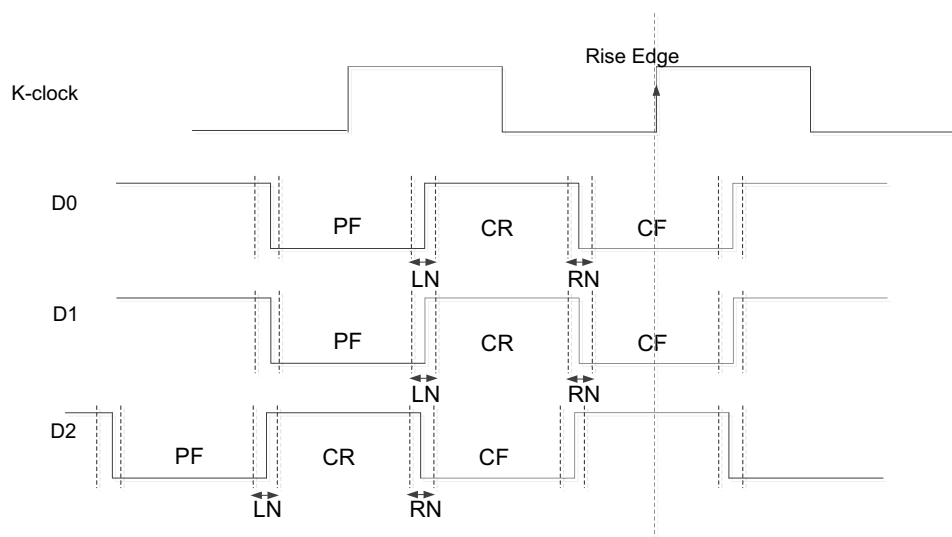 Rise Edge
K-clock
D0
PF
CR
CF
LN
RN
D1
PF
CR
CF
LN
RN
D2
PF
CR
CF
LN
RN